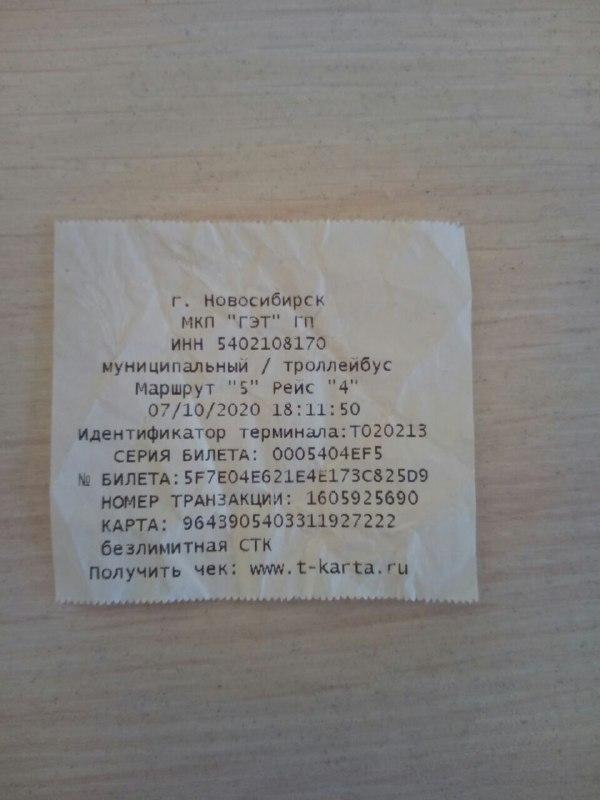 г. Новосибирск
МКП "ГЭТ" ГП
ИНН 5402108170
муниципальный / троллейбус
Маршрут "5" Рейс "4"
07/10/2020 18:11:50
Идентификатор терминала:T020213
СЕРИЯ БИЛЕТА: 0005404EF5
№ БИЛЕТА:5F7E04E621E4E173C825D9
НОМЕР ТРАНЗАКЦИИ: 1605925690
КАРТА: 9643905403311927222
безлимитная СТК
Получить чек: www.t-karta.ru